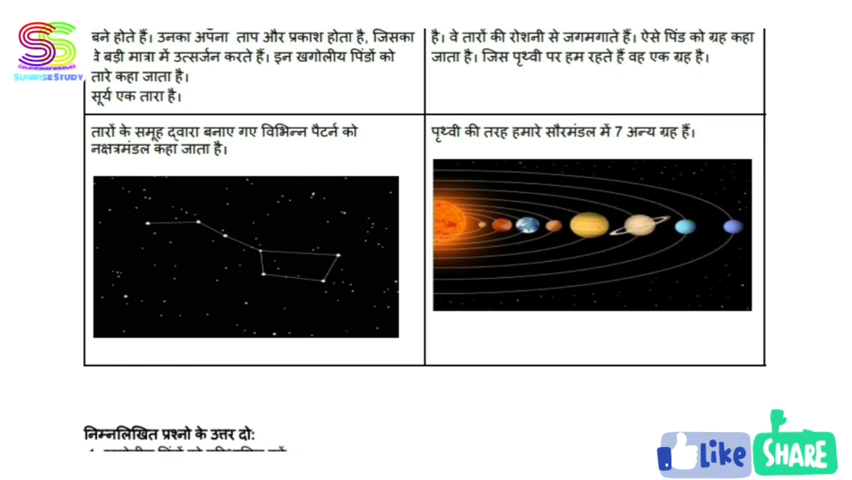 SUNRISE STUDY
बने होते हैं। उनका अपना ताप और प्रकाश होता है, जिसका
वे बड़ी मात्रा में उत्सर्जन करते हैं। इन खगोलीय पिंडों को
तारे कहा जाता है।
सूर्य एक तारा है।
है। वे तारों की रोशनी से जगमगाते हैं। ऐसे पिंड को ग्रह कहा
जाता है। जिस पृथ्वी पर हम रहते हैं वह एक ग्रह है।
तारों के समूह द्वारा बनाए गए विभिन्न पैटर्न को
नक्षत्रमंडल कहा जाता है।
पृथ्वी की तरह हमारे सौरमंडल में 7 अन्य ग्रह हैं।
निम्नलिखित प्रश्नो के उत्तर दो:
Like
SHARE